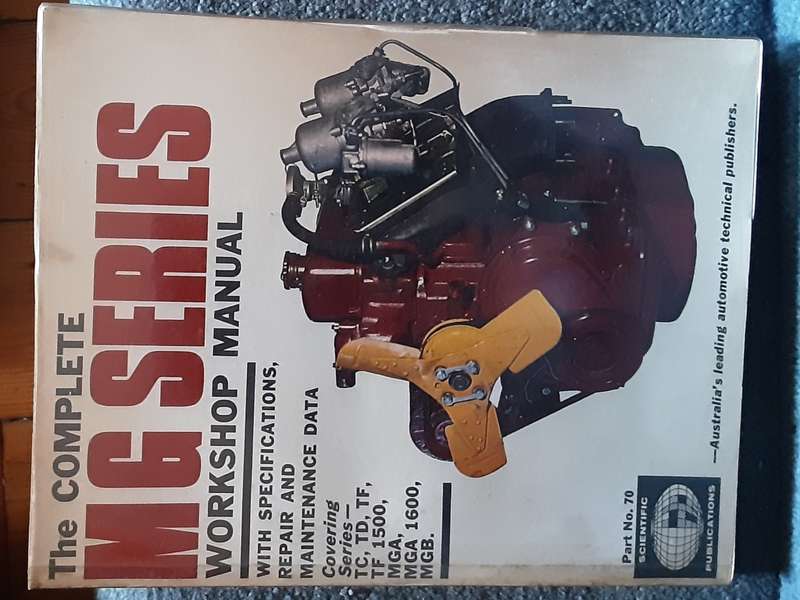 The COMPLETE
MG SERIES
WORKSHOP MANUAL
WITH SPECIFICATIONS,
REPAIR AND
MAINTENANCE DATA
Covering
Series—
TC, TD, TF,
TF 1500,
MGA,
MGA 1600,
MGB.
Part No. 70
SCIENTIFIC
PUBLICATIONS
—Australia's leading automotive technical publishers.